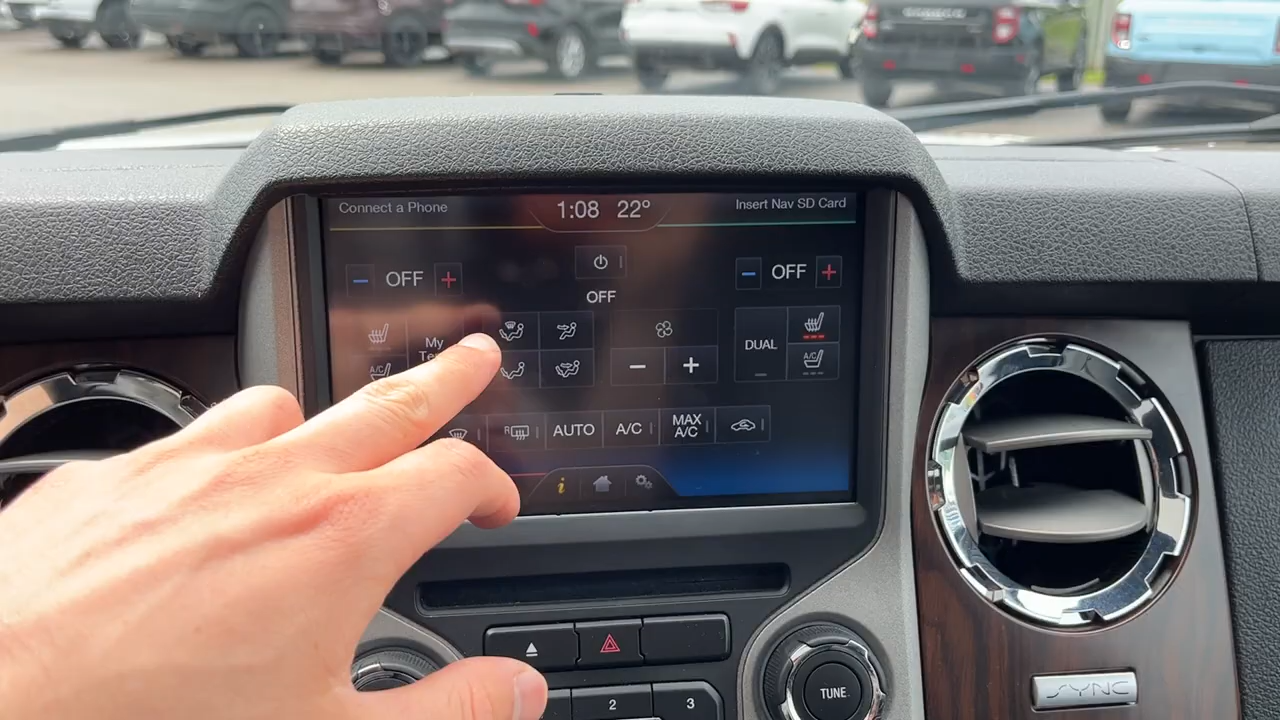 Connect a Phone
1:08 22°
Insert Nav SD Card
− OFF +
OFF
− OFF +
My
− +
DUAL
A/C
A/C
R
AUTO
A/C
MAX
A/C
i
2
3
TUNE
SYNC